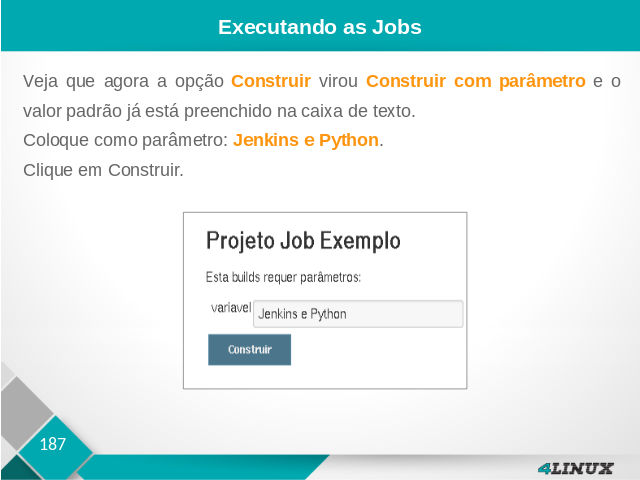 Executando as Jobs
Veja que agora a opção Construir virou Construir com parâmetro e o
valor padrão já está preenchido na caixa de texto.
Coloque como parâmetro: Jenkins e Python.
Clique em Construir.
Projeto Job Exemplo
Esta builds requer parâmetros:
variavel
Jenkins e Python
Construir
187
4LINUX